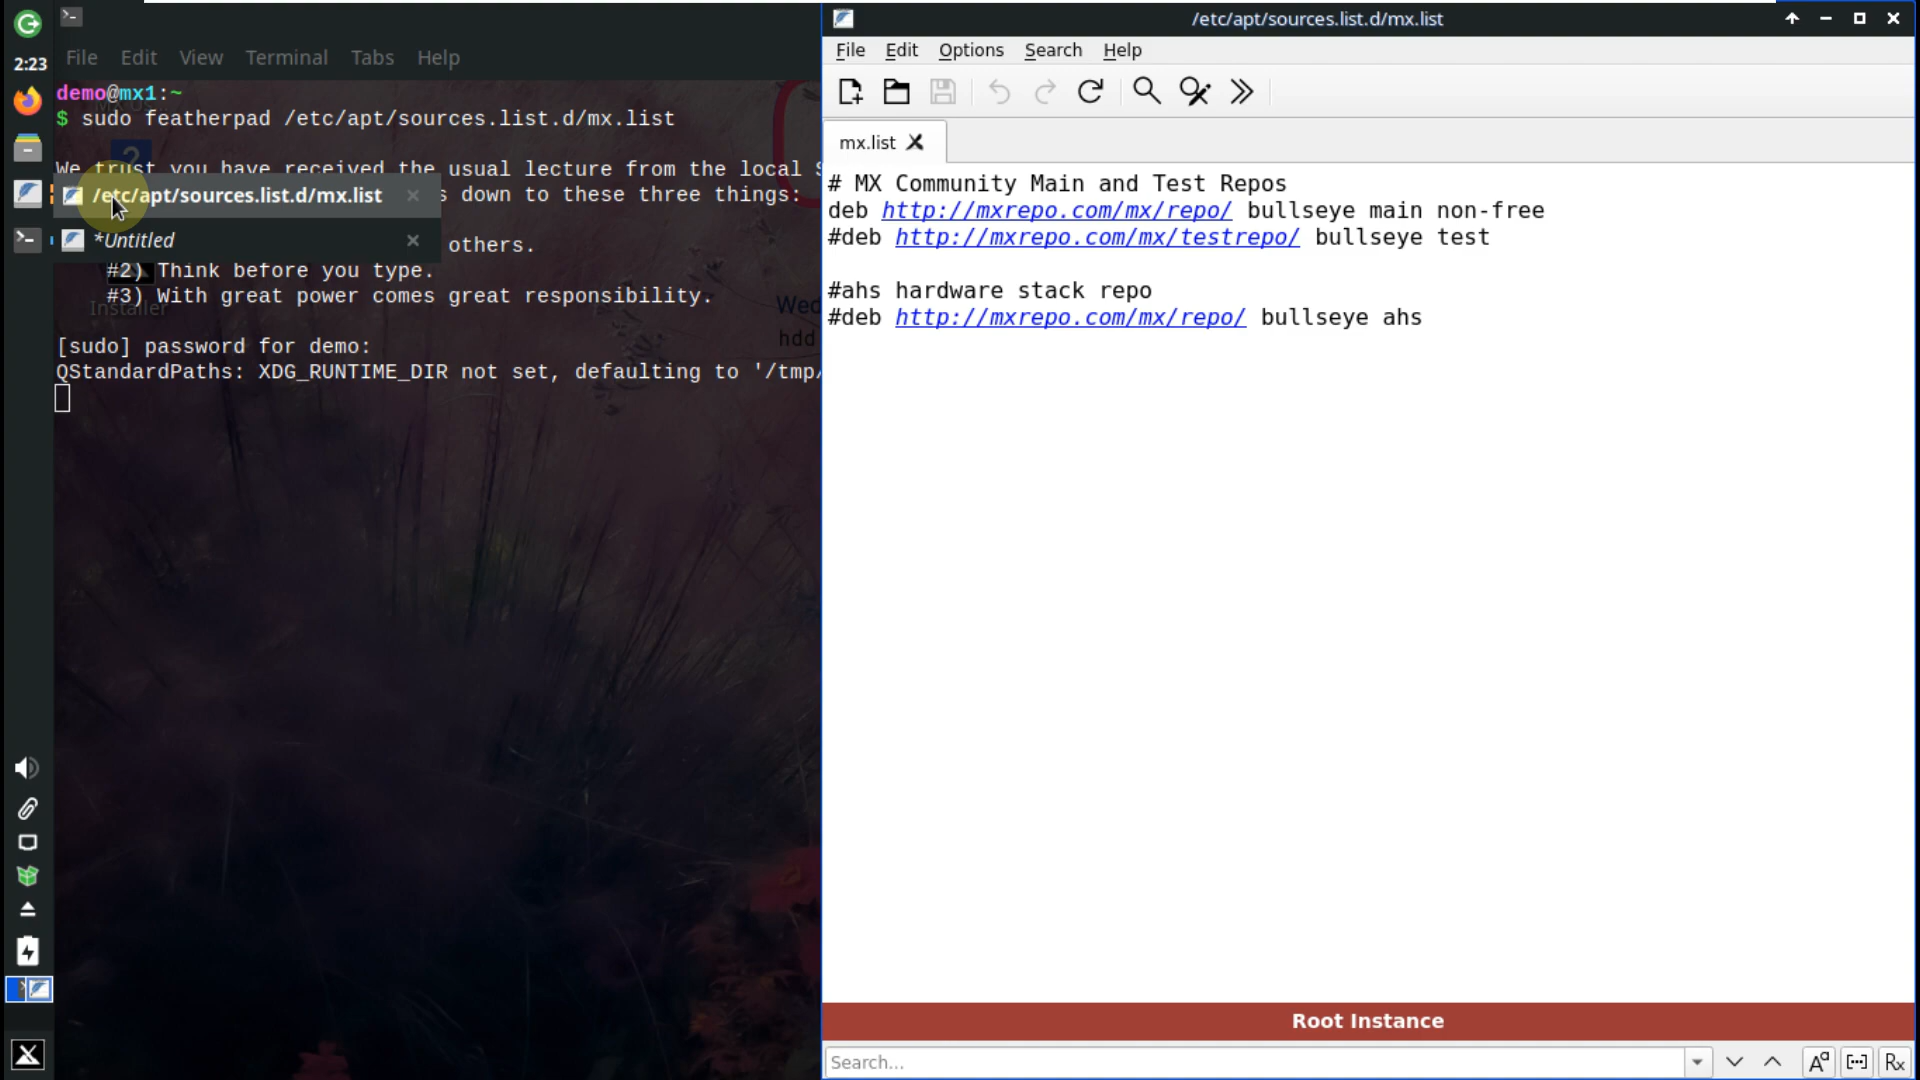 2:23
File Edit View Terminal Tabs Help
demo@mx1:~
$ sudo featherpad /etc/apt/sources.list.d/mx.list
We trust you have received the usual lecture from the local
s down to these three things:
others.
#2) Think before you type.
#3) With great power comes great responsibility.
[sudo] password for demo:
QStandardPaths: XDG_RUNTIME_DIR not set, defaulting to '/tmp/
/etc/apt/sources.list.d/mx.list
*Untitled
Installer
Wed
hdd
/etc/apt/sources.list.d/mx.list
File Edit Options Search Help
mx.list
# MX Community Main and Test Repos
deb http://mxrepo.com/mx/repo/ bullseye main non-free
#deb http://mxrepo.com/mx/testrepo/ bullseye test
#ahs hardware stack repo
#deb http://mxrepo.com/mx/repo/ bullseye ahs
Root Instance
Search...